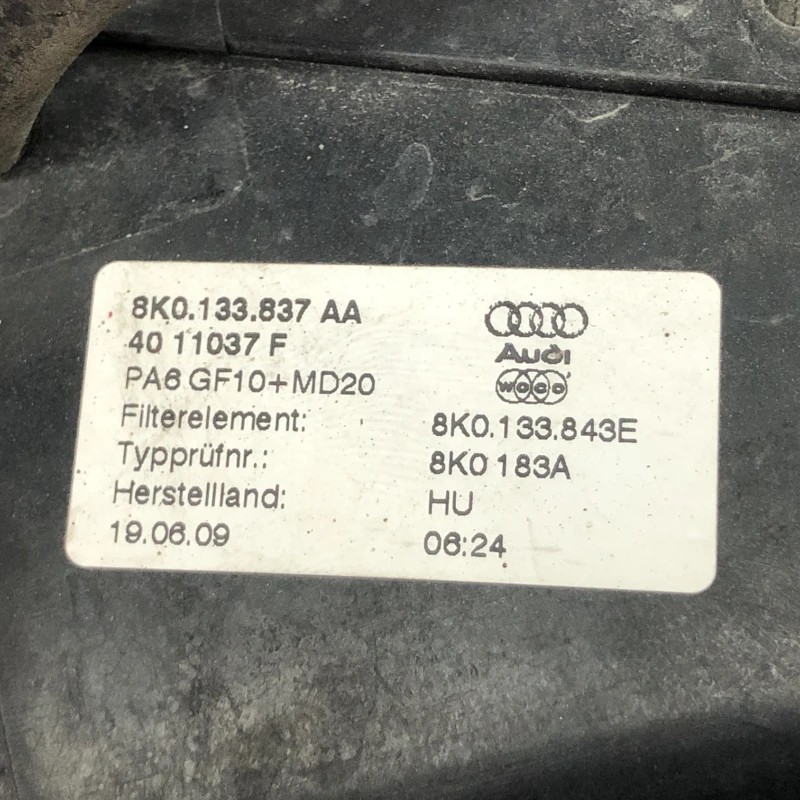 8K0.133.837 AA
40 11037 F
PA6 GF10+MD20
Audi
WOCO
Filterelement: 8K0.133.843E
Typprüfnr.: 8K0 183A
Herstellland: HU
19.06.09 06:24